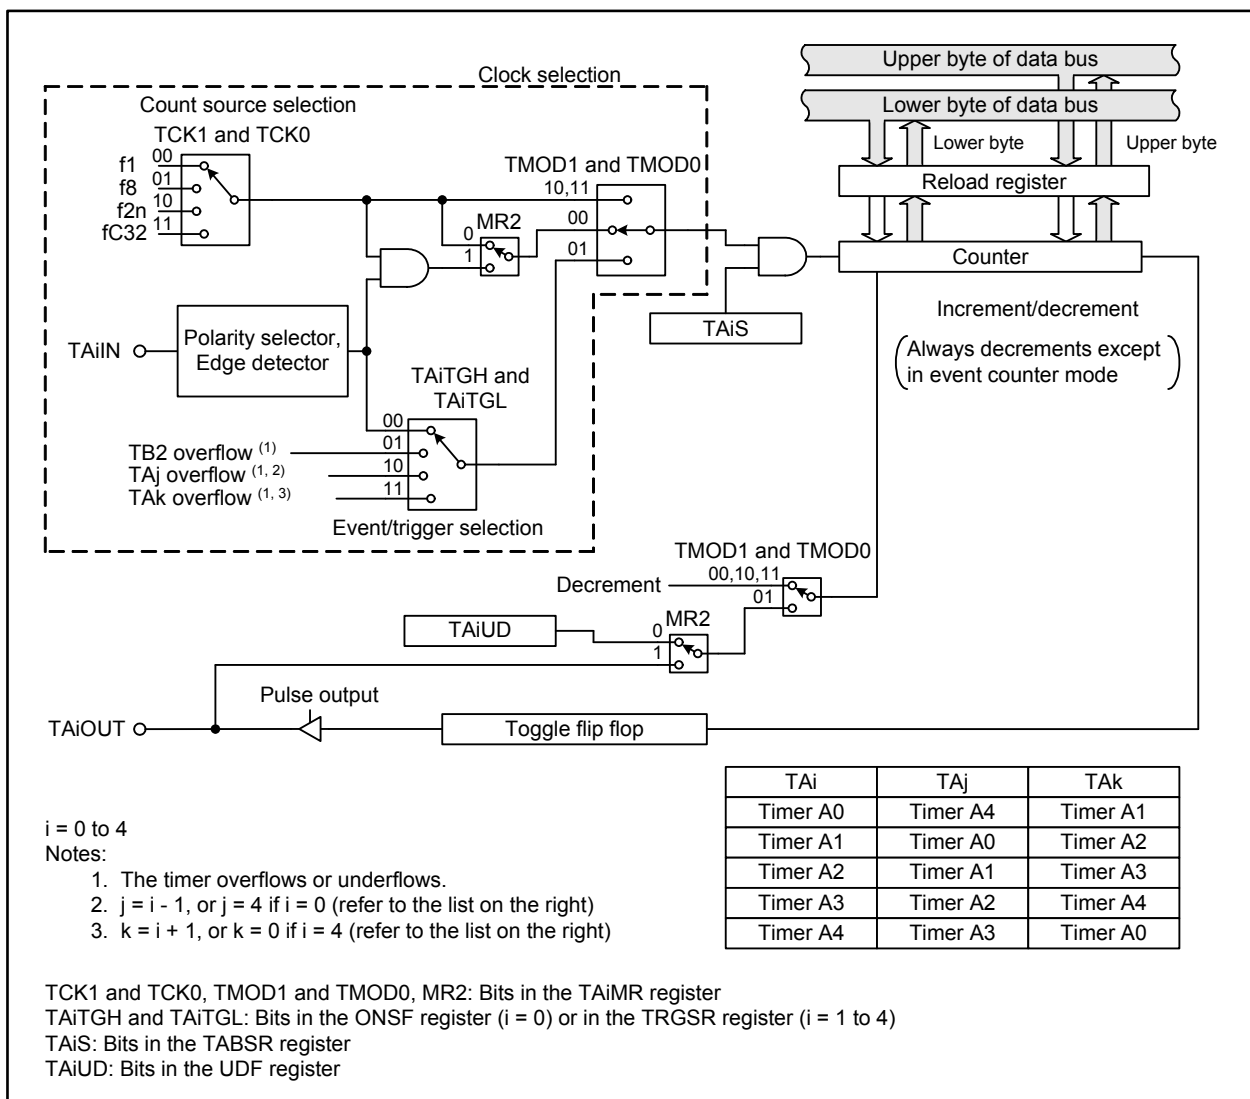 Clock selection
Count source selection
TCK1 and TCK0
f1 00
f8 01
f2n 10
fC32 11
TMOD1 and TMOD0
10,11
00
01
MR2
0
1
Upper byte of data bus
Lower byte of data bus
Lower byte
Upper byte
Reload register
Counter
TAiS
Increment/decrement
(Always decrements except
in event counter mode)
TAiIN
Polarity selector,
Edge detector
TAiTGH and
TAiTGL
00
TB2 overflow (1) 01
TAj overflow (1, 2) 10
TAk overflow (1, 3) 11
Event/trigger selection
TMOD1 and TMOD0
Decrement 00,10,11
01
MR2
TAiUD 0
1
Pulse output
TAiOUT
Toggle flip flop
TAi TAj TAk
Timer A0 Timer A4 Timer A1
Timer A1 Timer A0 Timer A2
Timer A2 Timer A1 Timer A3
Timer A3 Timer A2 Timer A4
Timer A4 Timer A3 Timer A0
i = 0 to 4
Notes:
1. The timer overflows or underflows.
2. j = i - 1, or j = 4 if i = 0 (refer to the list on the right)
3. k = i + 1, or k = 0 if i = 4 (refer to the list on the right)
TCK1 and TCK0, TMOD1 and TMOD0, MR2: Bits in the TAiMR register
TAiTGH and TAiTGL: Bits in the ONSF register (i = 0) or in the TRGSR register (i = 1 to 4)
TAiS: Bits in the TABSR register
TAiUD: Bits in the UDF register